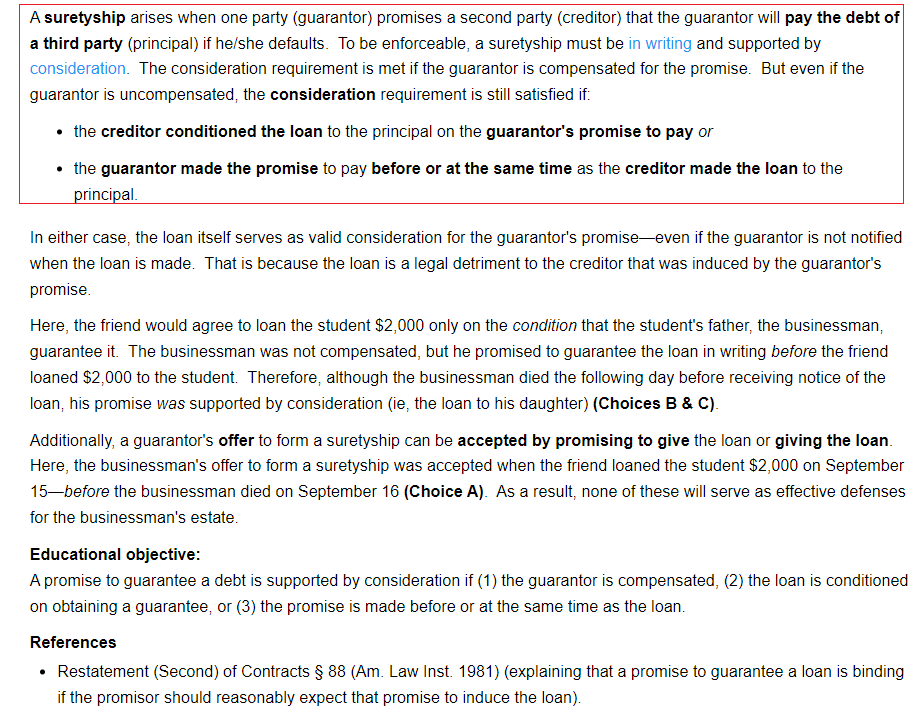 A suretyship arises when one party (guarantor) promises a second party (creditor) that the guarantor will pay the debt of
a third party (principal) if he/she defaults.  To be enforceable, a suretyship must be in writing and supported by
consideration.  The consideration requirement is met if the guarantor is compensated for the promise.  But even if the
guarantor is uncompensated, the consideration requirement is still satisfied if:
• the creditor conditioned the loan to the principal on the guarantor's promise to pay or
• the guarantor made the promise to pay before or at the same time as the creditor made the loan to the
principal.
In either case, the loan itself serves as valid consideration for the guarantor's promise—even if the guarantor is not notified
when the loan is made.  That is because the loan is a legal detriment to the creditor that was induced by the guarantor's
promise.
Here, the friend would agree to loan the student $2,000 only on the condition that the student's father, the businessman,
guarantee it.  The businessman was not compensated, but he promised to guarantee the loan in writing before the friend
loaned $2,000 to the student.  Therefore, although the businessman died the following day before receiving notice of the
loan, his promise was supported by consideration (ie, the loan to his daughter) (Choices B & C).
Additionally, a guarantor's offer to form a suretyship can be accepted by promising to give the loan or giving the loan.
Here, the businessman's offer to form a suretyship was accepted when the friend loaned the student $2,000 on September
15—before the businessman died on September 16 (Choice A).  As a result, none of these will serve as effective defenses
for the businessman's estate.
Educational objective:
A promise to guarantee a debt is supported by consideration if (1) the guarantor is compensated, (2) the loan is conditioned
on obtaining a guarantee, or (3) the promise is made before or at the same time as the loan.
References
• Restatement (Second) of Contracts § 88 (Am. Law Inst. 1981) (explaining that a promise to guarantee a loan is binding
if the promisor should reasonably expect that promise to induce the loan).